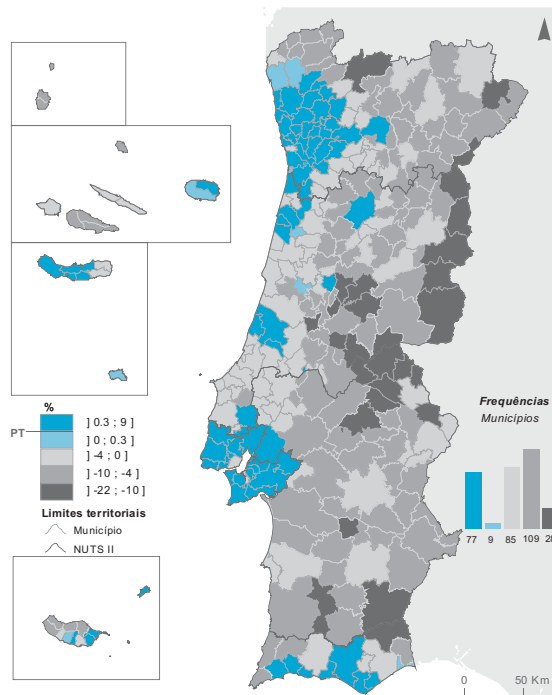 %
PT
] 0.3 ; 9 ]
] 0 ; 0.3 ]
] -4 ; 0 ]
] -10 ; -4 ]
] -22 ; -10 ]
Limites territoriais
Município
NUTS II
Frequências
Municípios
77 9 85 109
0 50 Km